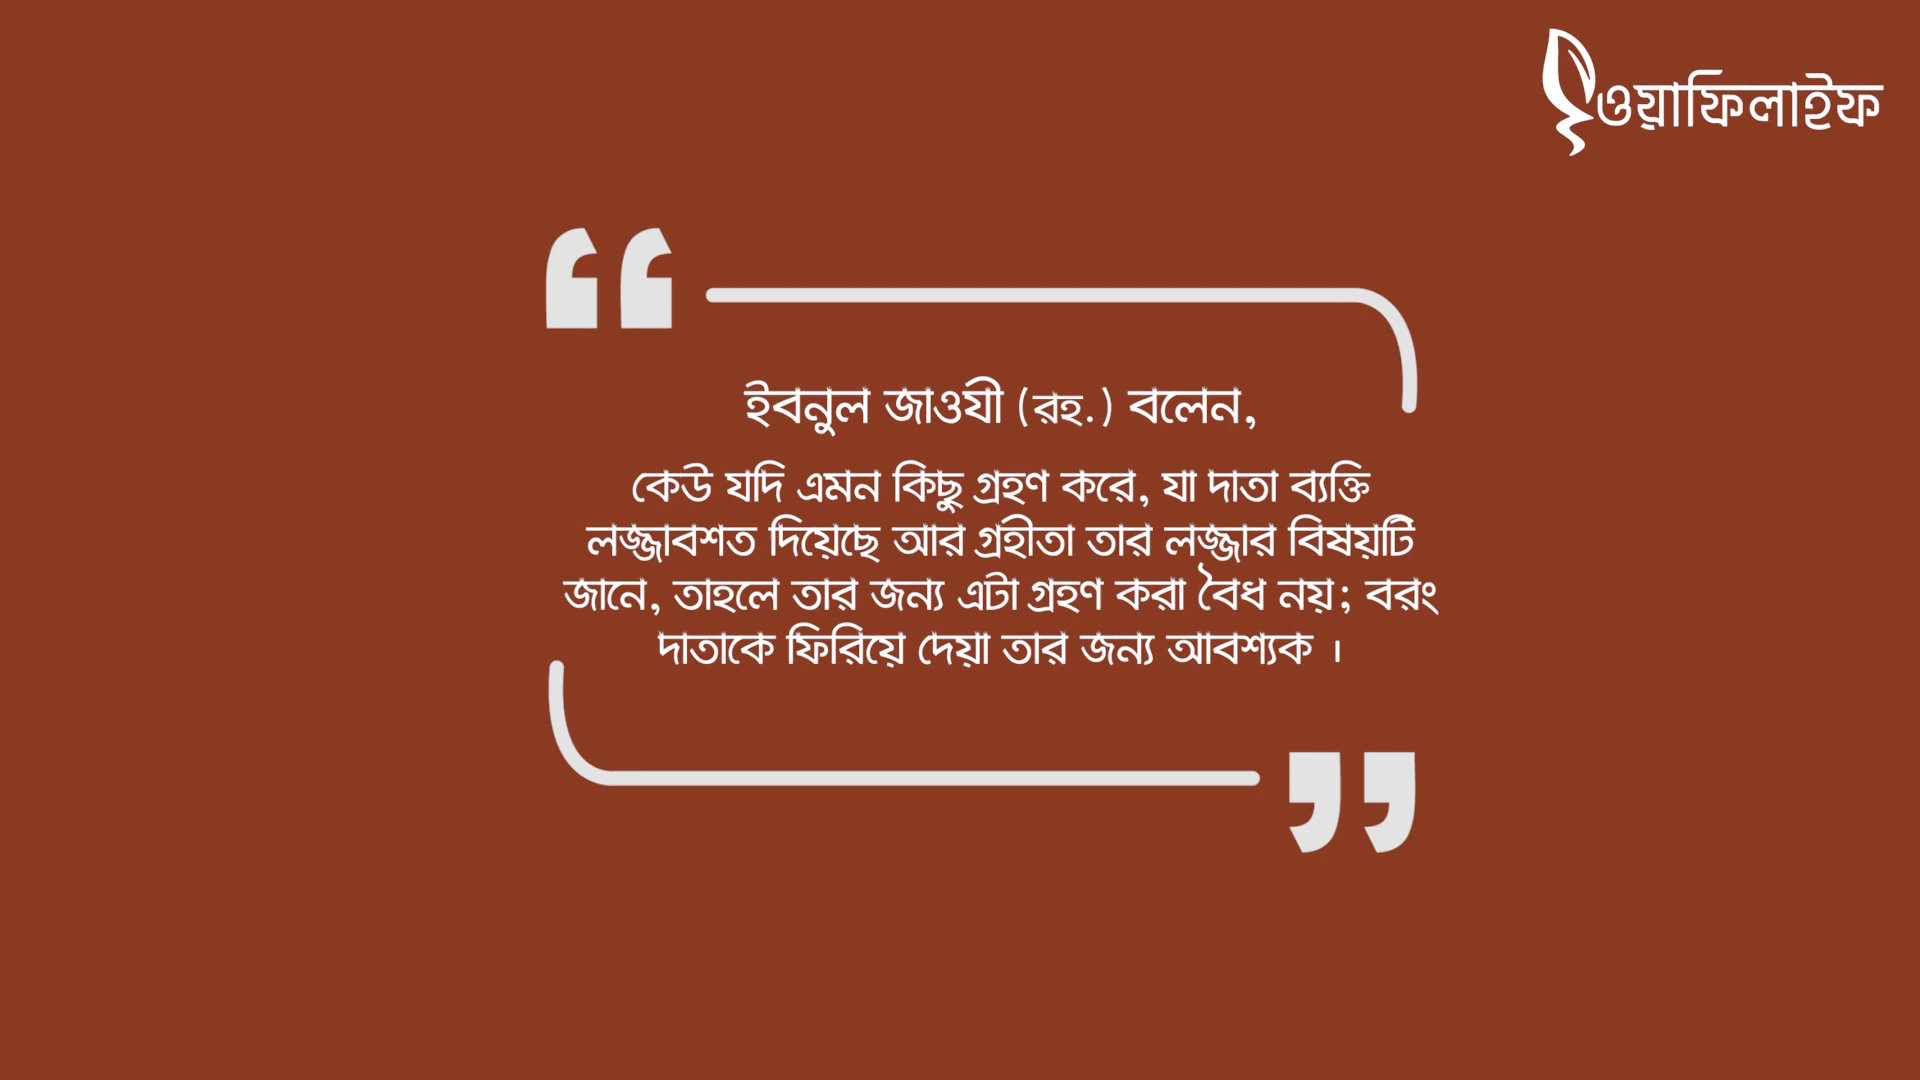 ওয়াফিলাইফ
ইবনুল জাওযী (রহ.) বলেন,
কেউ যদি এমন কিছু গ্রহণ করে, যা দাতা ব্যক্তি
লজ্জাবশত দিয়েছে আর গ্রহীতা তার লজ্জার বিষয়টি
জানে, তাহলে তার জন্য এটা গ্রহণ করা বৈধ নয়; বরং
দাতাকে ফিরিয়ে দেয়া তার জন্য আবশ্যক ।